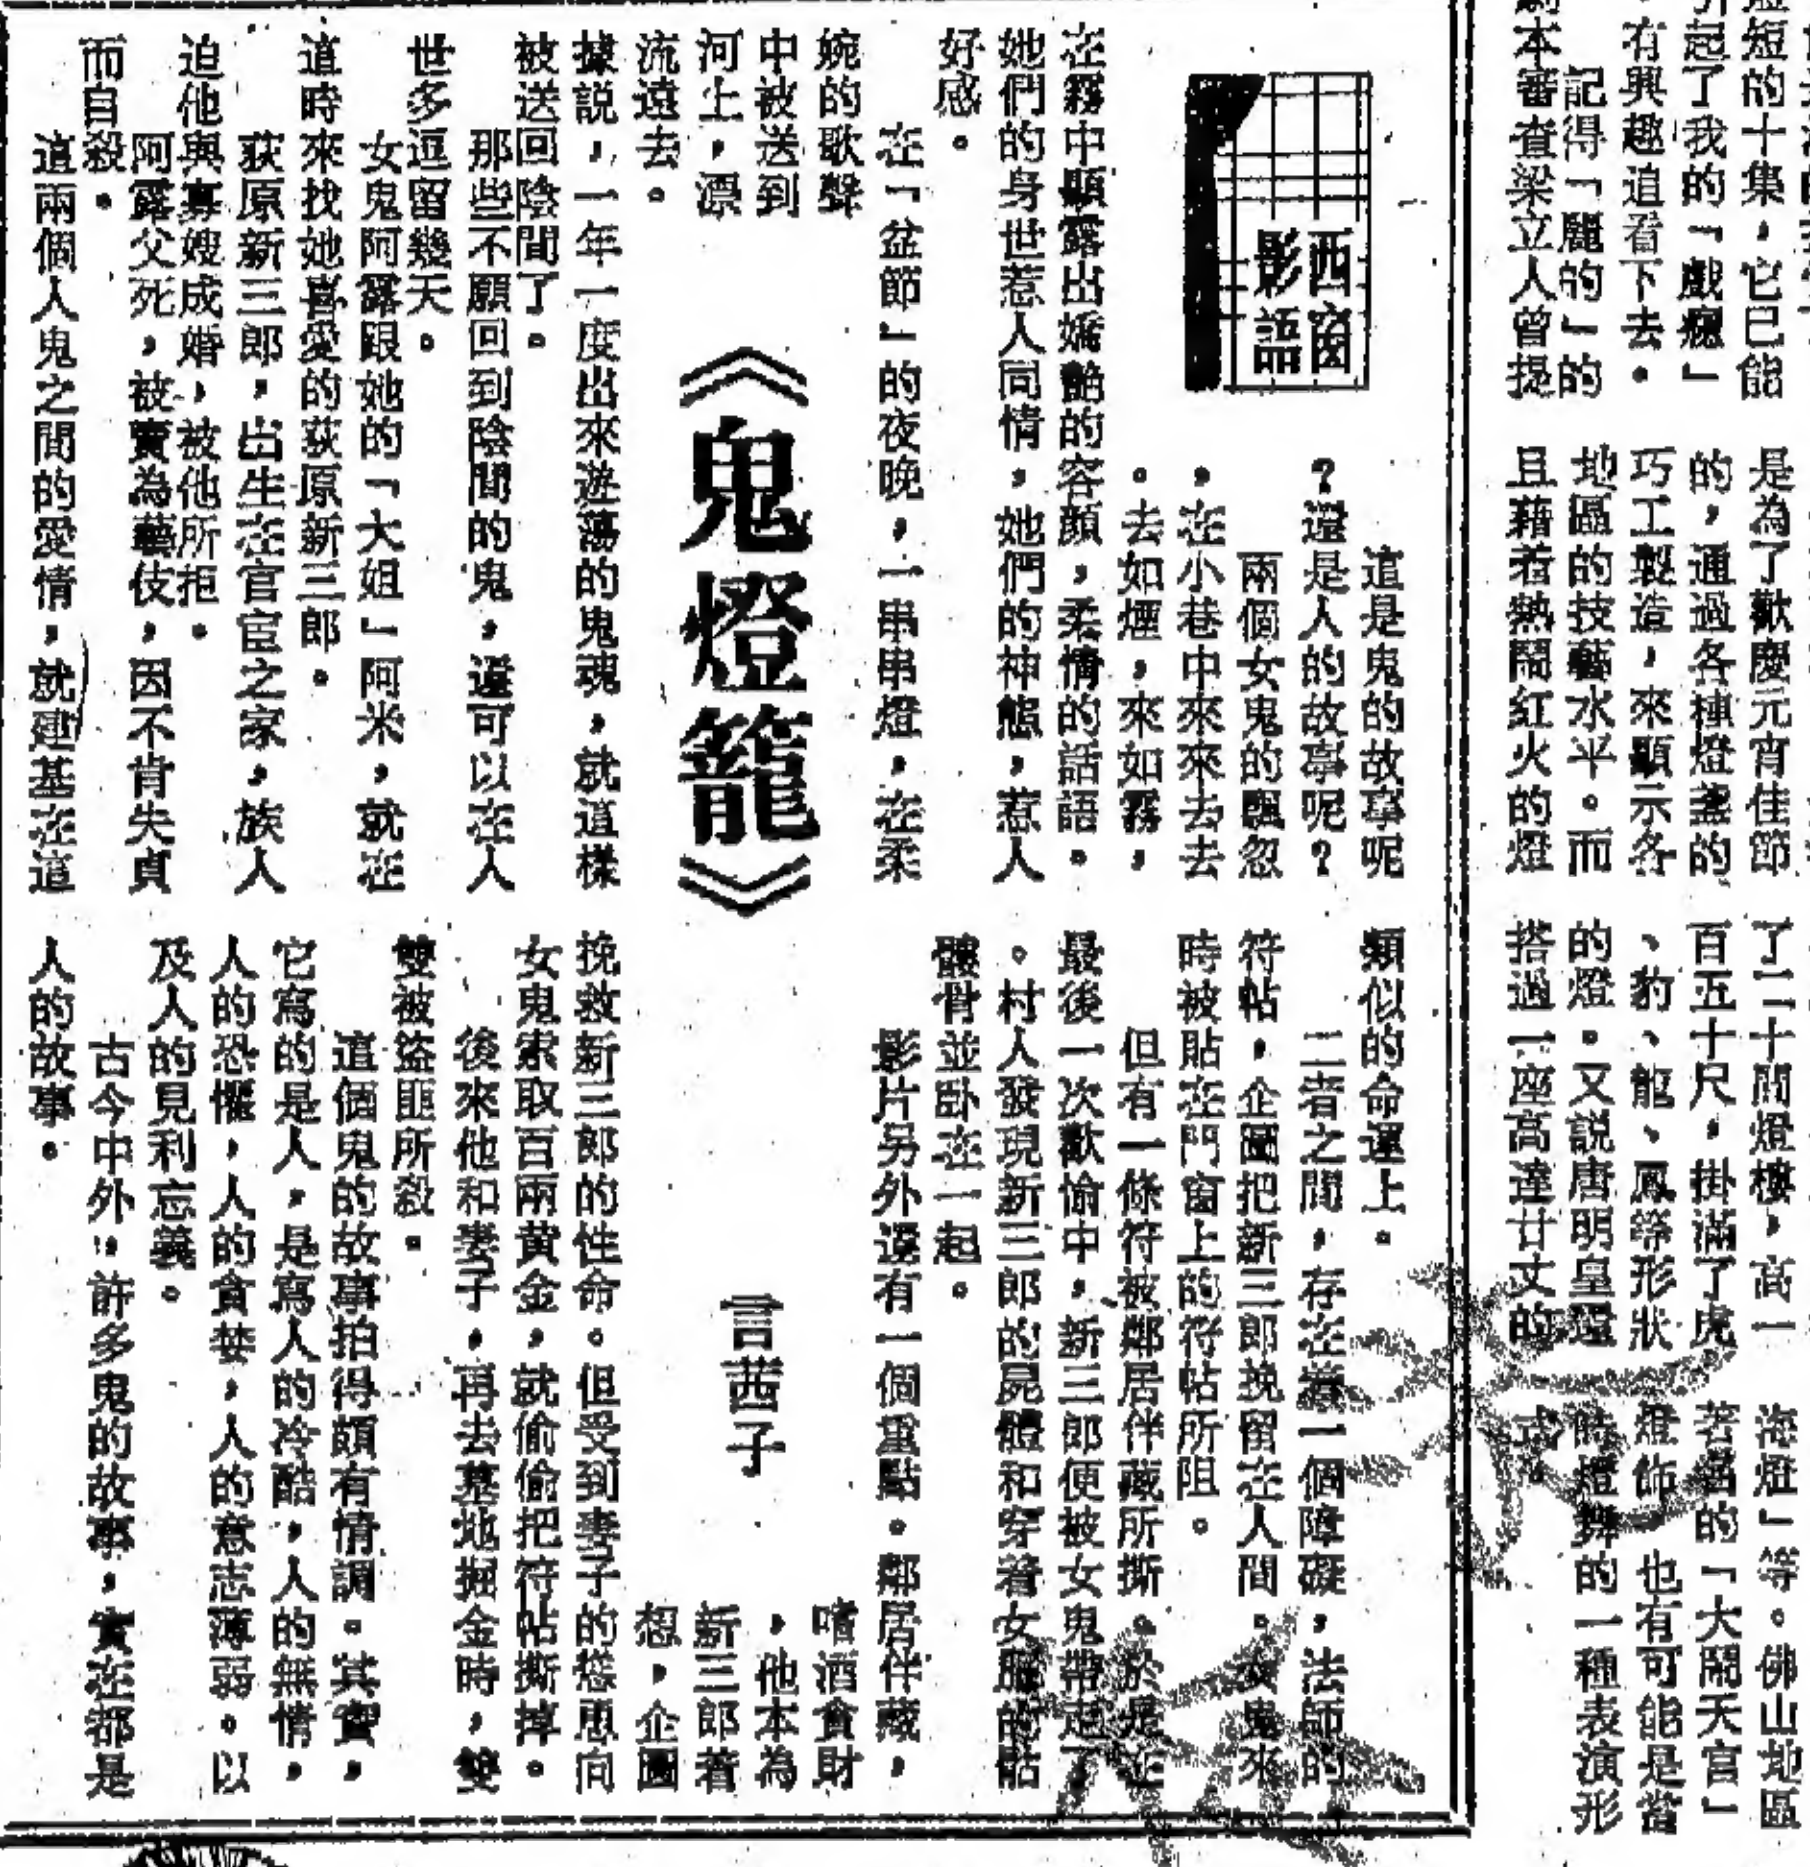 短的十集，它已能
起了我的「戲癮」
有興趣追看下去。
記得「麗的」的
本審查梁立人曾提
是為了歡慶元宵佳節
的，通過各種燈盞的
巧工製造，來顯示各
地區的技藝水平。而
且藉着熱鬧紅火的燈
了二十間燈樓，高一
百五十尺，掛滿了虎
、豹、龍、鳳等形狀
的燈。又說唐明皇還
搭過一座高達廿丈的
海燈」等。佛山地區
著名的「大鬧天宮」
燈飾，也有可能是當
時燈舞的一種表演形
式。
西窗
影語
《鬼燈籠》
言茜子
這是鬼的故事呢
？還是人的故事呢？
兩個女鬼的飄忽
，在小巷中來來去去
。去如煙，來如霧，
在霧中顯露出嬌艷的容顏，柔情的話語。
她們的身世惹人同情，她們的神態，惹人
好感。
在「盆節」的夜晚，一串串燈，在柔
婉的歌聲
中被送到
河上，漂
流遠去。
據說，一年一度出來遊蕩的鬼魂，就這樣
被送回陰間了。
那些不願回到陰間的鬼，還可以在人
世多逗留幾天。
女鬼阿露跟她的「大姐」阿米，就在
這時來找她喜愛的荻原新三郎。
荻原新三郎，出生在官宦之家，族人
迫他與寡嫂成婚，被他所拒。
阿露父死，被賣為藝伎，因不肯失貞
而自殺。
這兩個人鬼之間的愛情，就建基在這
類似的命運上。
二者之間，存在着一個障礙，法師的
符帖，企圖把新三郎挽留在人間。女鬼來
時被貼在門窗上的符帖所阻。
但有一條符被鄰居伴藏所撕。於是在
最後一次歡愉中，新三郎便被女鬼帶走了
。村人發現新三郎的屍體和穿着女服的骷
髏骨並臥在一起。
影片另外還有一個重點。鄰居伴藏，
嗜酒貪財
，他本為
新三郎着
想，企圖
挽救新三郎的性命。但受到妻子的慫恿向
女鬼索取百兩黃金，就偷偷把符帖撕掉。
後來他和妻子，再去墓地掘金時，雙
雙被盜匪所殺。
這個鬼的故事拍得頗有情調。其實，
它寫的是人，是寫人的冷酷，人的無情，
人的恐懼，人的貪婪，人的意志薄弱。以
及人的見利忘義。
古今中外，許多鬼的故事，實在都是
人的故事。